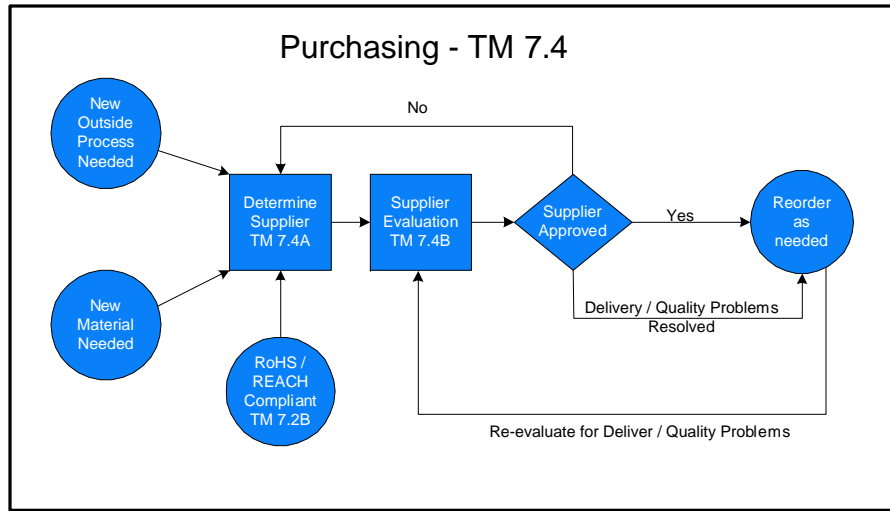 Purchasing - TM 7.4
No
New
Outside
Process
Needed
Determine
Supplier
TM 7.4A
Supplier
Evaluation
TM 7.4B
Supplier
Approved
Yes
Reorder
as
needed
New
Material
Needed
Delivery / Quality Problems
Resolved
RoHS /
REACH
Compliant
TM 7.2B
Re-evaluate for Deliver / Quality Problems